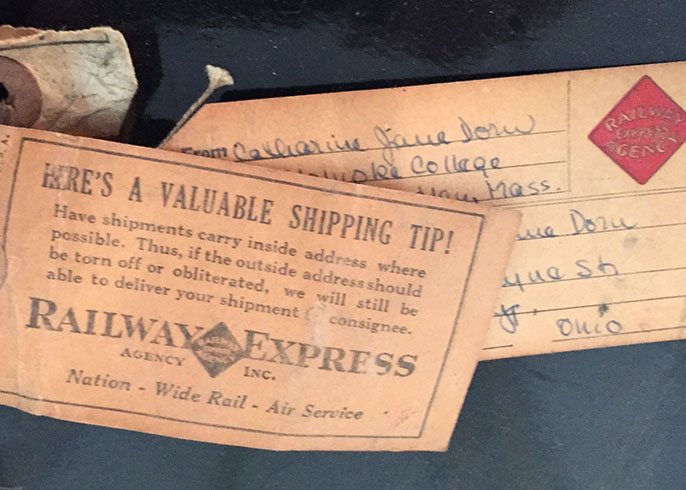 From Catharine Jane Dorn
College
Mass.
RAILWAY
EXPRESS
AGENCY
Dorn
St
Ohio
HERE'S A VALUABLE SHIPPING TIP!
Have shipments carry inside address where
possible. Thus, if the outside address should
be torn off or obliterated, we will still be
able to deliver your shipment consignee.
RAILWAY EXPRESS
AGENCY INC.
Nation - Wide Rail - Air Service